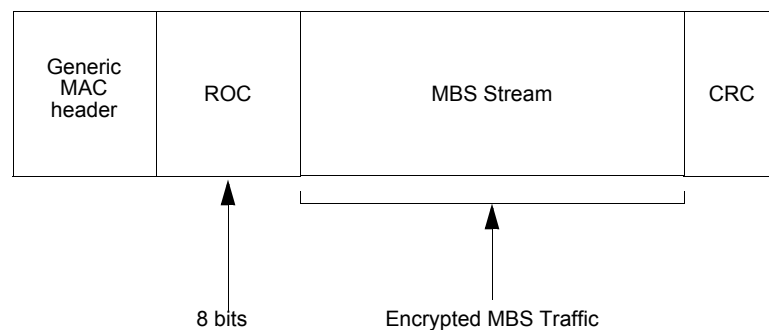 Generic
MAC
header
ROC
MBS Stream
CRC
8 bits
Encrypted MBS Traffic